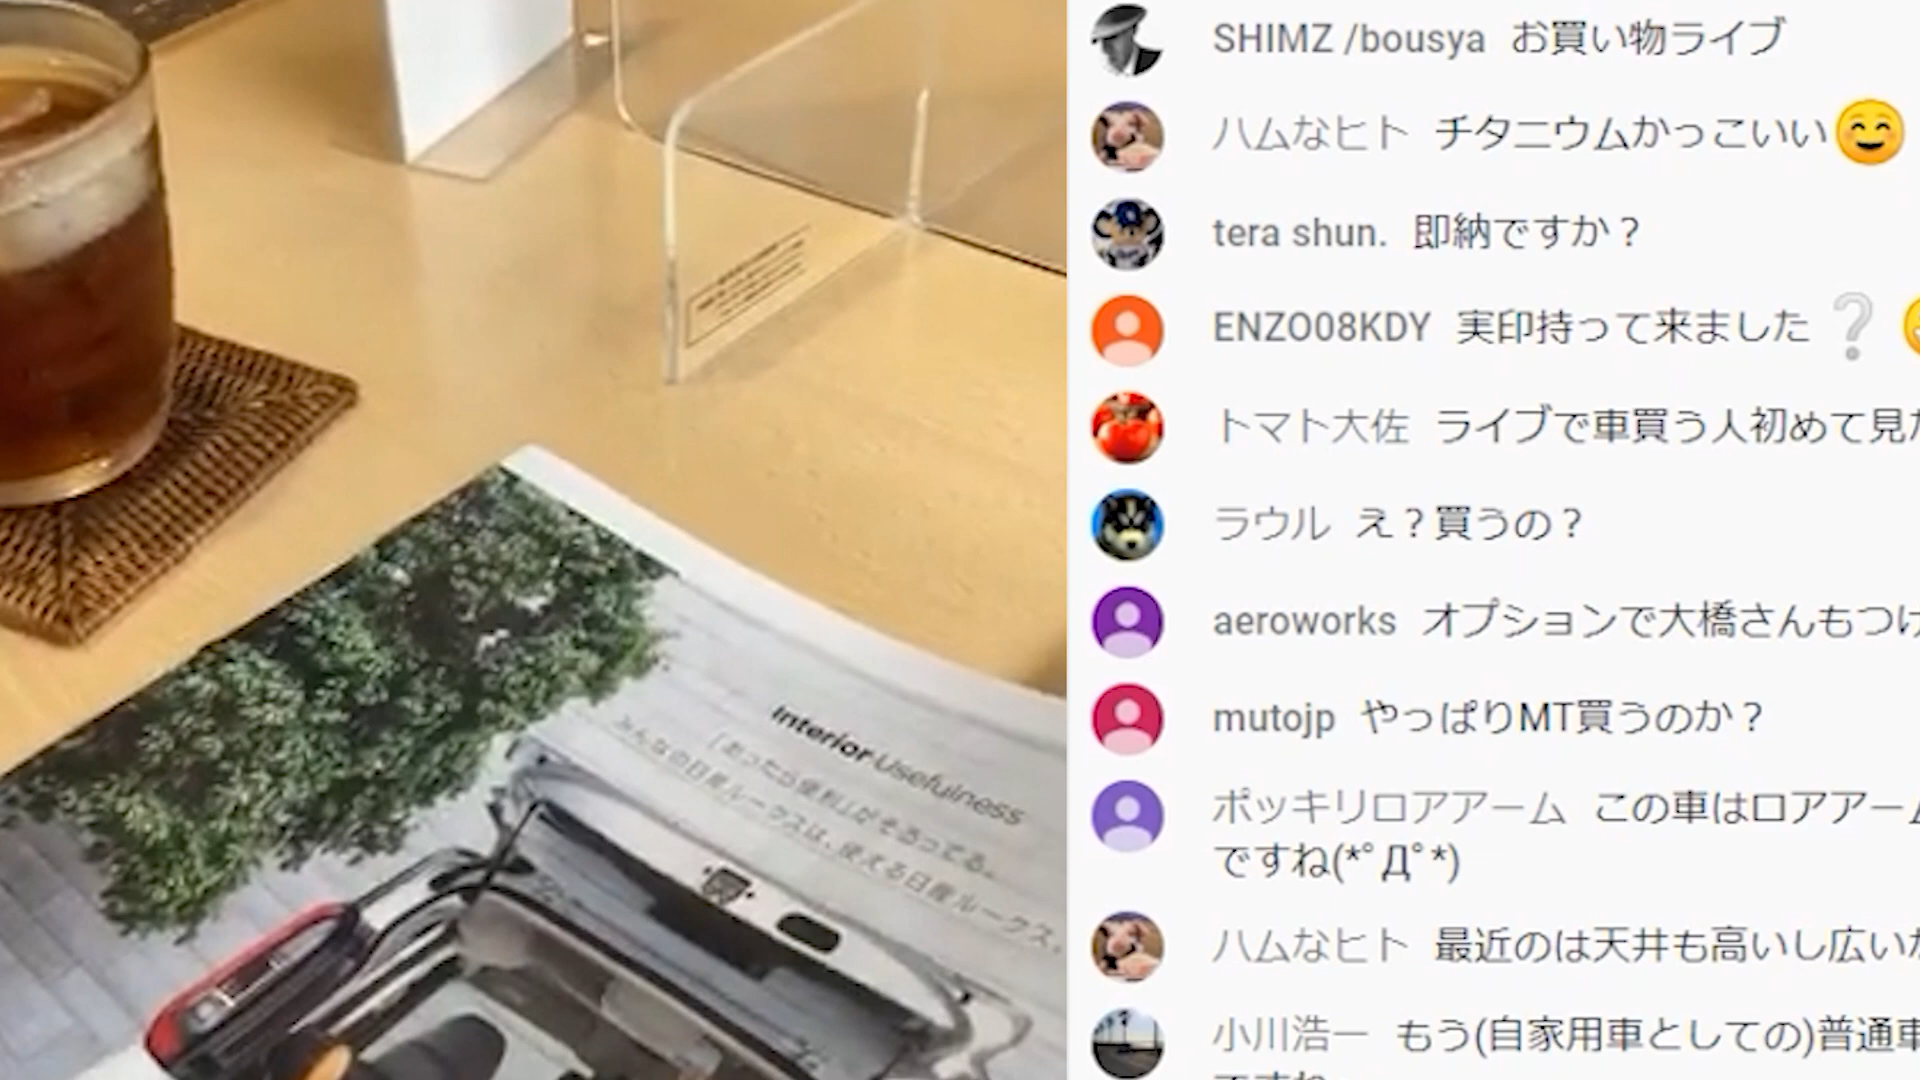 Interior Usefulness
「あったら便利」がそろってる。
みんなの日産ルークスは、使える日産ルークス。
SHIMZ /bousya お買い物ライブ
ハムなヒト チタニウムかっこいい😊
tera shun. 即納ですか？
ENZO08KDY 実印持って来ました❔
トマト大佐 ライブで車買う人初めて見た
ラウル え？買うの？
aeroworks オプションで大橋さんもつけ
mutojp やっぱりMT買うのか？
ポッキリロアアーム この車はロアアーム
ですね(*ﾟДﾟ*)
ハムなヒト 最近のは天井も高いし広い
小川浩一 もう(自家用車としての)普通車